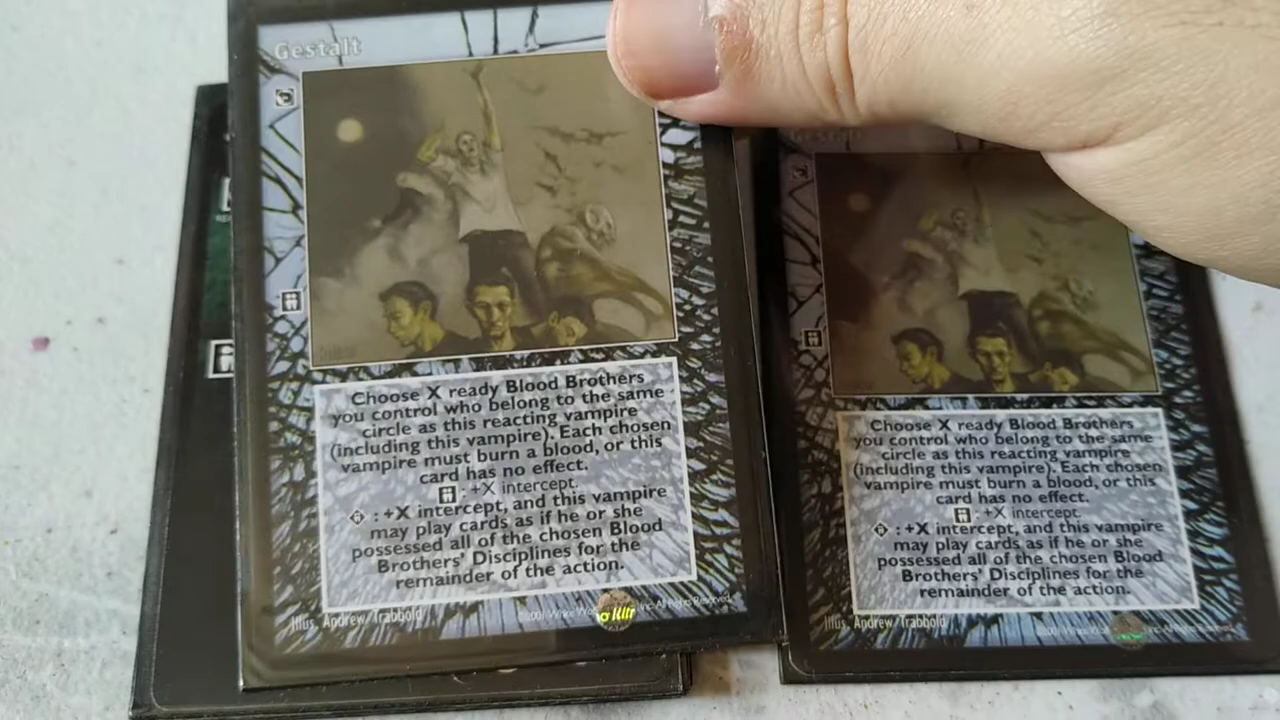 Gestalt
Choose X ready Blood Brothers
you control who belong to the same
circle as this reacting vampire
(including this vampire). Each chosen
vampire must burn a blood, or this
card has no effect.
: +X intercept.
: +X intercept, and this vampire
may play cards as if he or she
possessed all of the chosen Blood
Brothers' Disciplines for the
remainder of the action.
Illus. Andrew Trabbold
Inc. All Rights Reserved.
Gestalt
Choose X ready Blood Brothers
you control who belong to the same
circle as this reacting vampire
(including this vampire). Each chosen
vampire must burn a blood, or this
card has no effect.
: +X intercept.
: +X intercept, and this vampire
may play cards as if he or she
possessed all of the chosen Blood
Brothers' Disciplines for the
remainder of the action.
Illus. Andrew Trabbold